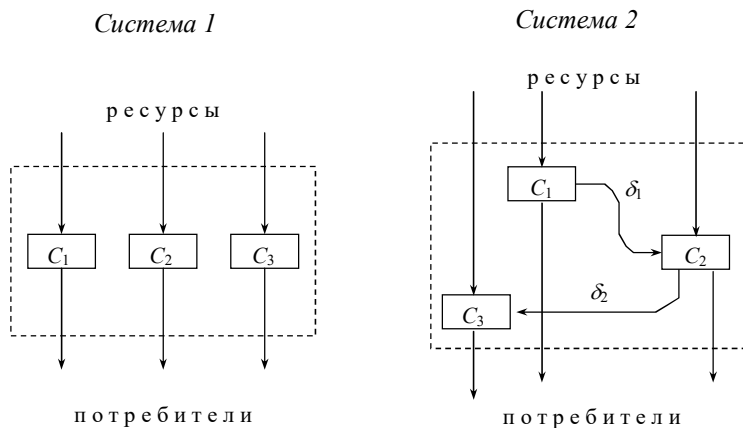 Система 1
Система 2
ресурсы
ресурсы
C₁
δ₁
C₁
C₂
C₃
C₂
δ₂
C₃
потребители
потребители